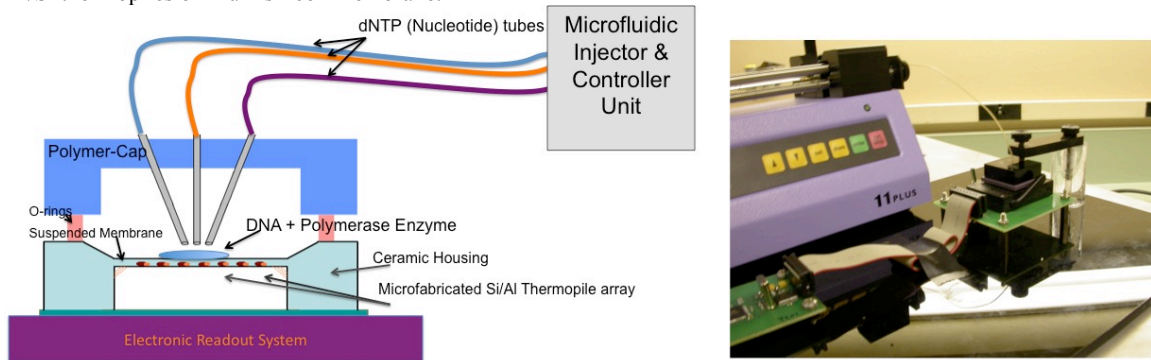 dNTP (Nucleotide) tubes
Microfluidic
Injector &
Controller
Unit
Polymer-Cap
O-rings
Suspended Membrane
DNA + Polymerase Enzyme
Ceramic Housing
Microfabricated Si/Al Thermopile array
Electronic Readout System
11 PLUS